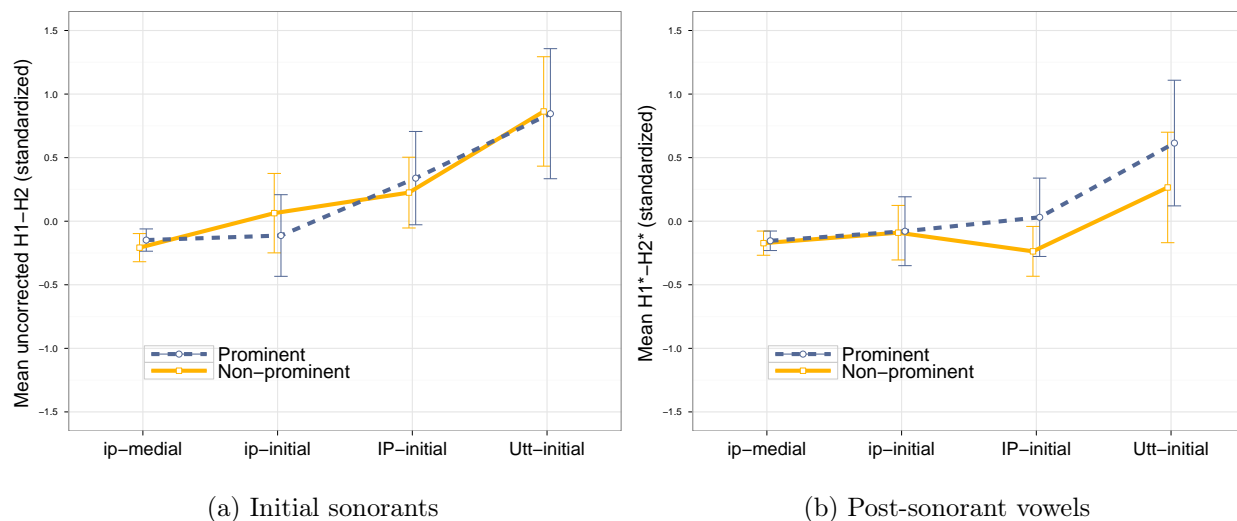 Mean uncorrected H1−H2 (standardized)
1.5
1.0
0.5
0.0
−0.5
−1.0
−1.5
Prominent
Non−prominent
ip−medial ip−initial IP−initial Utt−initial
(a) Initial sonorants
Mean H1*−H2* (standardized)
1.5
1.0
0.5
0.0
−0.5
−1.0
−1.5
Prominent
Non−prominent
ip−medial ip−initial IP−initial Utt−initial
(b) Post-sonorant vowels